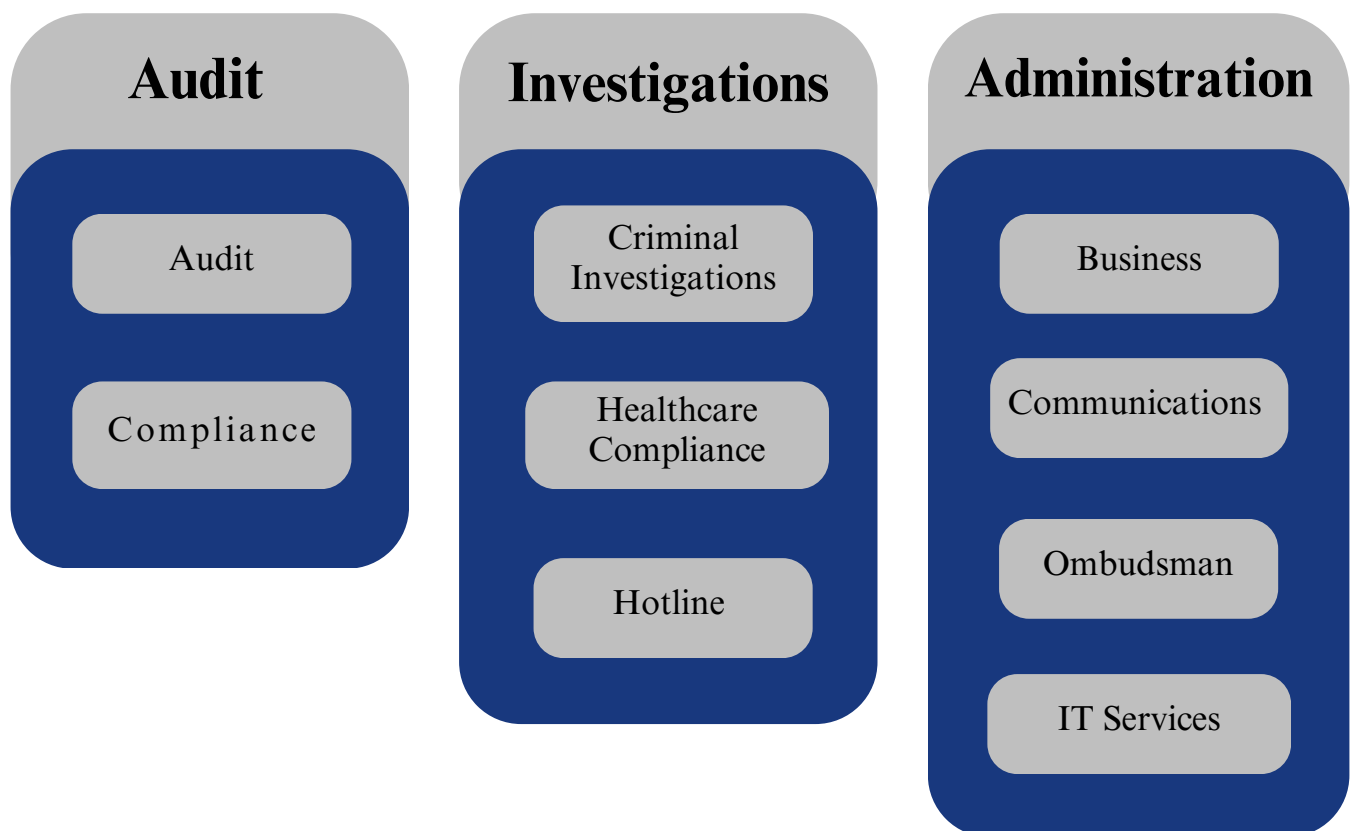 Audit
Audit
Compliance
Investigations
Criminal
Investigations
Healthcare
Compliance
Hotline
Administration
Business
Communications
Ombudsman
IT Services